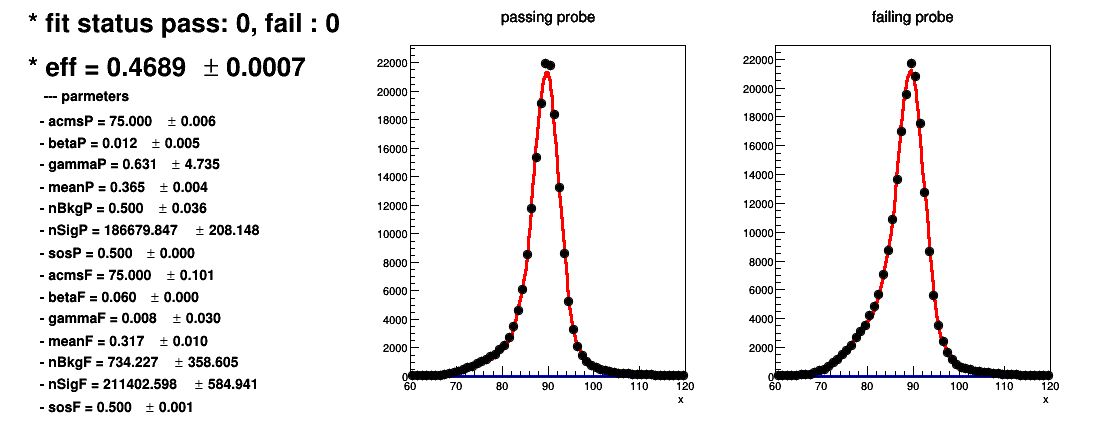 * fit status pass: 0, fail : 0
* eff = 0.4689 ± 0.0007
--- parmeters
- acmsP = 75.000 ± 0.006
- betaP = 0.012 ± 0.005
- gammaP = 0.631 ± 4.735
- meanP = 0.365 ± 0.004
- nBkgP = 0.500 ± 0.036
- nSigP = 186679.847 ± 208.148
- sosP = 0.500 ± 0.000
- acmsF = 75.000 ± 0.101
- betaF = 0.060 ± 0.000
- gammaF = 0.008 ± 0.030
- meanF = 0.317 ± 0.010
- nBkgF = 734.227 ± 358.605
- nSigF = 211402.598 ± 584.941
- sosF = 0.500 ± 0.001
passing probe
22000
20000
18000
16000
14000
12000
10000
8000
6000
4000
2000
0
60 70 80 90 100 110 120
x
failing probe
22000
20000
18000
16000
14000
12000
10000
8000
6000
4000
2000
0
60 70 80 90 100 110 120
x